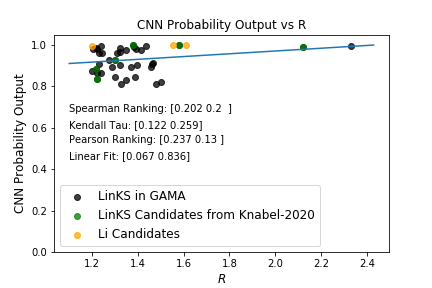 CNN Probability Output vs R
CNN Probability Output
1.0
0.8
0.6
0.4
0.2
0.0
Spearman Ranking: [0.202 0.2  ]
Kendall Tau: [0.122 0.259]
Pearson Ranking: [0.237 0.13 ]
Linear Fit: [0.067 0.836]
LinKS in GAMA
LinKS Candidates from Knabel-2020
Li Candidates
1.2 1.4 1.6 1.8 2.0 2.2 2.4
R